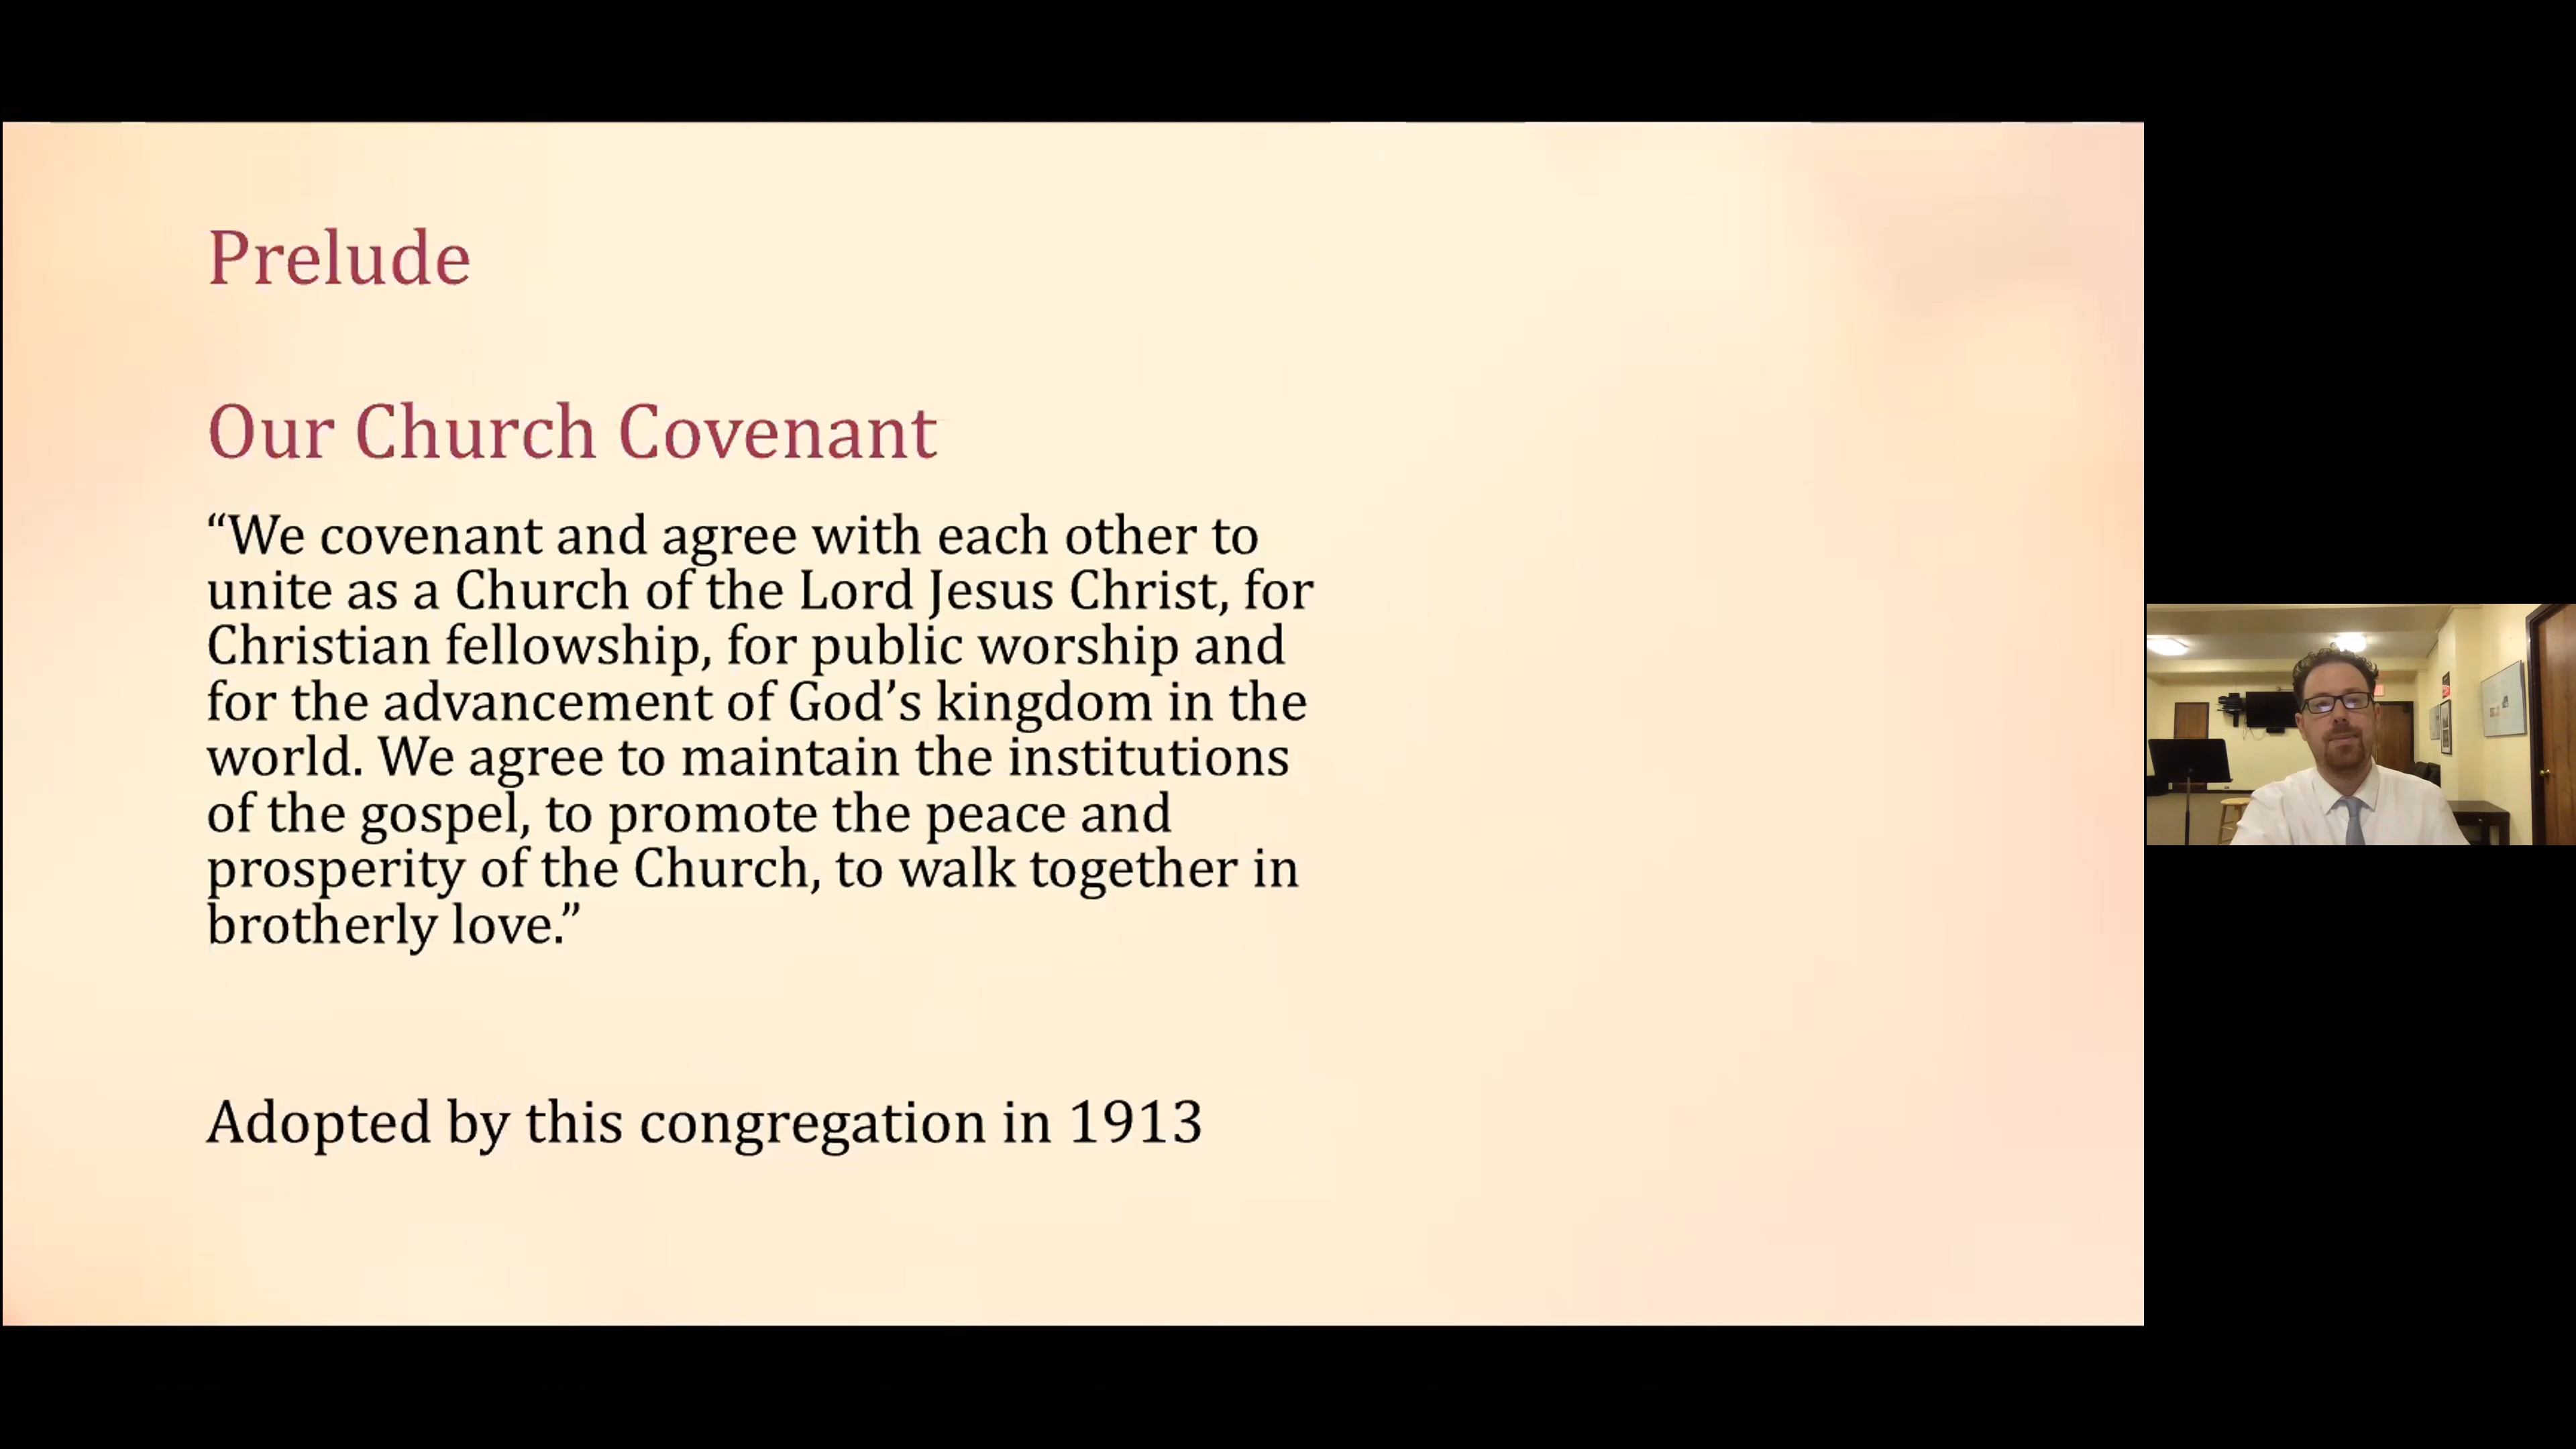 Prelude
Our Church Covenant
“We covenant and agree with each other to
unite as a Church of the Lord Jesus Christ, for
Christian fellowship, for public worship and
for the advancement of God’s kingdom in the
world. We agree to maintain the institutions
of the gospel, to promote the peace and
prosperity of the Church, to walk together in
brotherly love.”
Adopted by this congregation in 1913